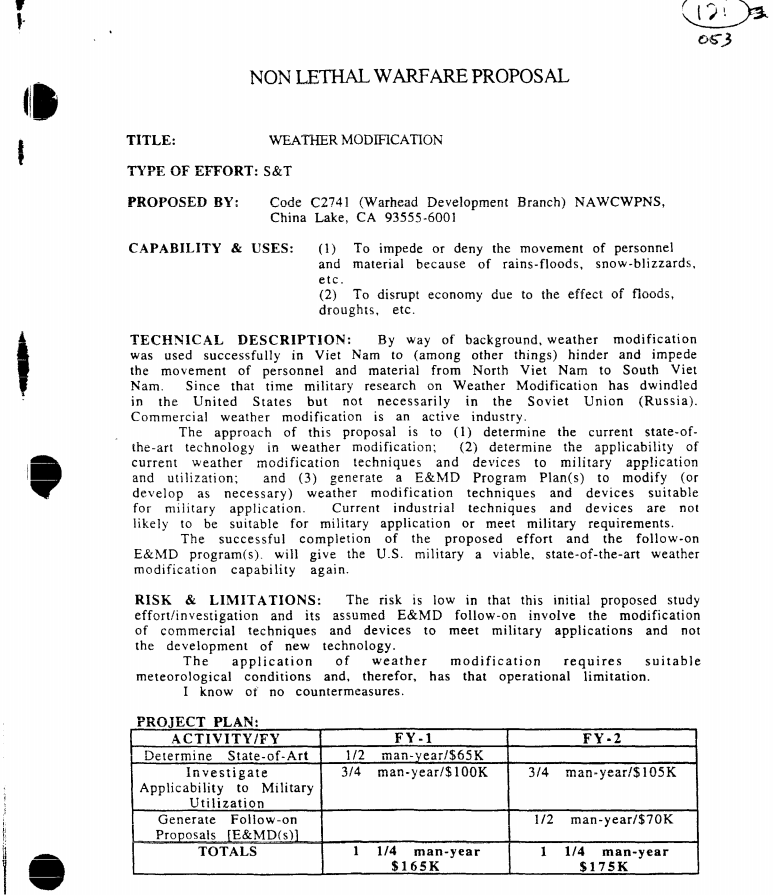 053
NON LETHAL WARFARE PROPOSAL
TITLE: WEATHER MODIFICATION
TYPE OF EFFORT: S&T
PROPOSED BY: Code C2741 (Warhead Development Branch) NAWCWPNS,
China Lake, CA 93555-6001
CAPABILITY & USES: (1) To impede or deny the movement of personnel
and material because of rains-floods, snow-blizzards,
etc.
(2) To disrupt economy due to the effect of floods,
droughts, etc.
TECHNICAL DESCRIPTION: By way of background, weather modification
was used successfully in Viet Nam to (among other things) hinder and impede
the movement of personnel and material from North Viet Nam to South Viet
Nam. Since that time military research on Weather Modification has dwindled
in the United States but not necessarily in the Soviet Union (Russia).
Commercial weather modification is an active industry.
The approach of this proposal is to (1) determine the current state-of-
the-art technology in weather modification; (2) determine the applicability of
current weather modification techniques and devices to military application
and utilization; and (3) generate a E&MD Program Plan(s) to modify (or
develop as necessary) weather modification techniques and devices suitable
for military application. Current industrial techniques and devices are not
likely to be suitable for military application or meet military requirements.
The successful completion of the proposed effort and the follow-on
E&MD program(s). will give the U.S. military a viable, state-of-the-art weather
modification capability again.
RISK & LIMITATIONS: The risk is low in that this initial proposed study
effort/investigation and its assumed E&MD follow-on involve the modification
of commercial techniques and devices to meet military applications and not
the development of new technology.
The application of weather modification requires suitable
meteorological conditions and, therefor, has that operational limitation.
I know of no countermeasures.
PROJECT PLAN:
ACTIVITY/FY FY-1 FY-2
Determine State-of-Art 1/2 man-year/$65K
Investigate 3/4 man-year/$100K 3/4 man-year/$105K
Applicability to Military
Utilization
Generate Follow-on 1/2 man-year/$70K
Proposals [E&MD(s)]
TOTALS 1 1/4 man-year 1 1/4 man-year
$165K $175K